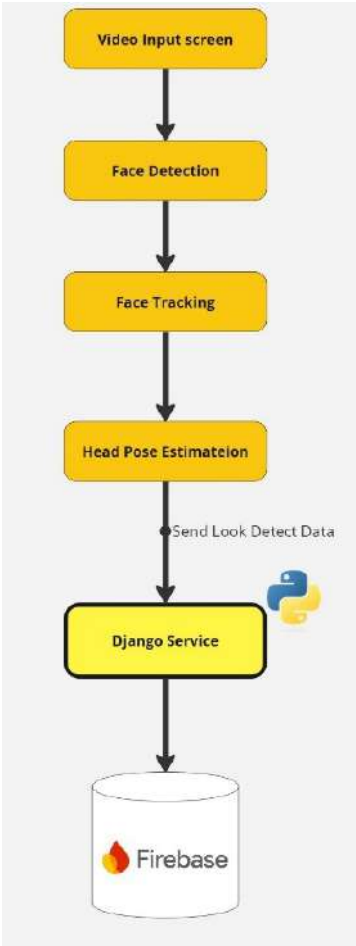 Video Input screen
Face Detection
Face Tracking
Head Pose Estimateion
Send Look Detect Data
Django Service
Firebase